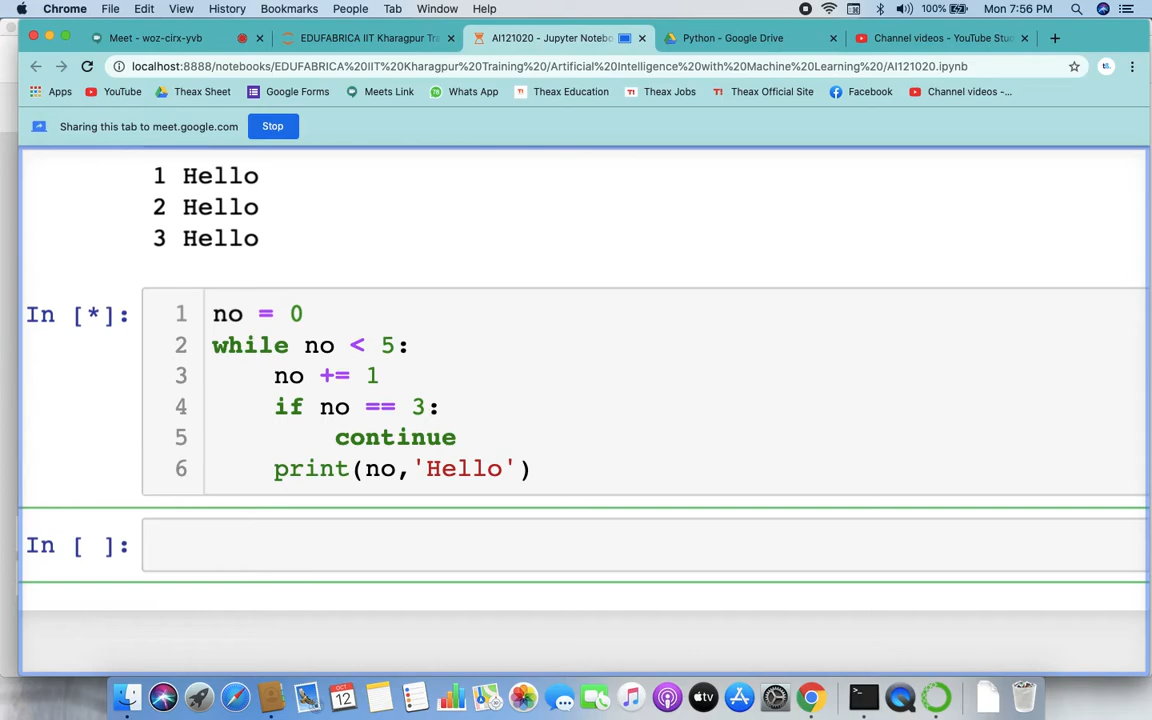 Chrome File Edit View History Bookmarks People Tab Window Help 100% Mon 7:56 PM
Meet - woz-cirx-yvb EDUFABRICA IIT Kharagpur Tra AI121020 - Jupyter Notebo Python - Google Drive Channel videos - YouTube Stud
localhost:8888/notebooks/EDUFABRICA%20IIT%20Kharagpur%20Training%20/Artificial%20Intelligence%20with%20Machine%20Learning%20/AI121020.ipynb
Apps YouTube Theax Sheet Google Forms Meets Link Whats App Theax Education Theax Jobs Theax Official Site Facebook Channel videos -...
Sharing this tab to meet.google.com Stop
1 Hello
2 Hello
3 Hello
In [*]: 1 no = 0
2 while no < 5:
3 no += 1
4 if no == 3:
5 continue
6 print(no,'Hello')
In [ ]:
OCT
12
tv